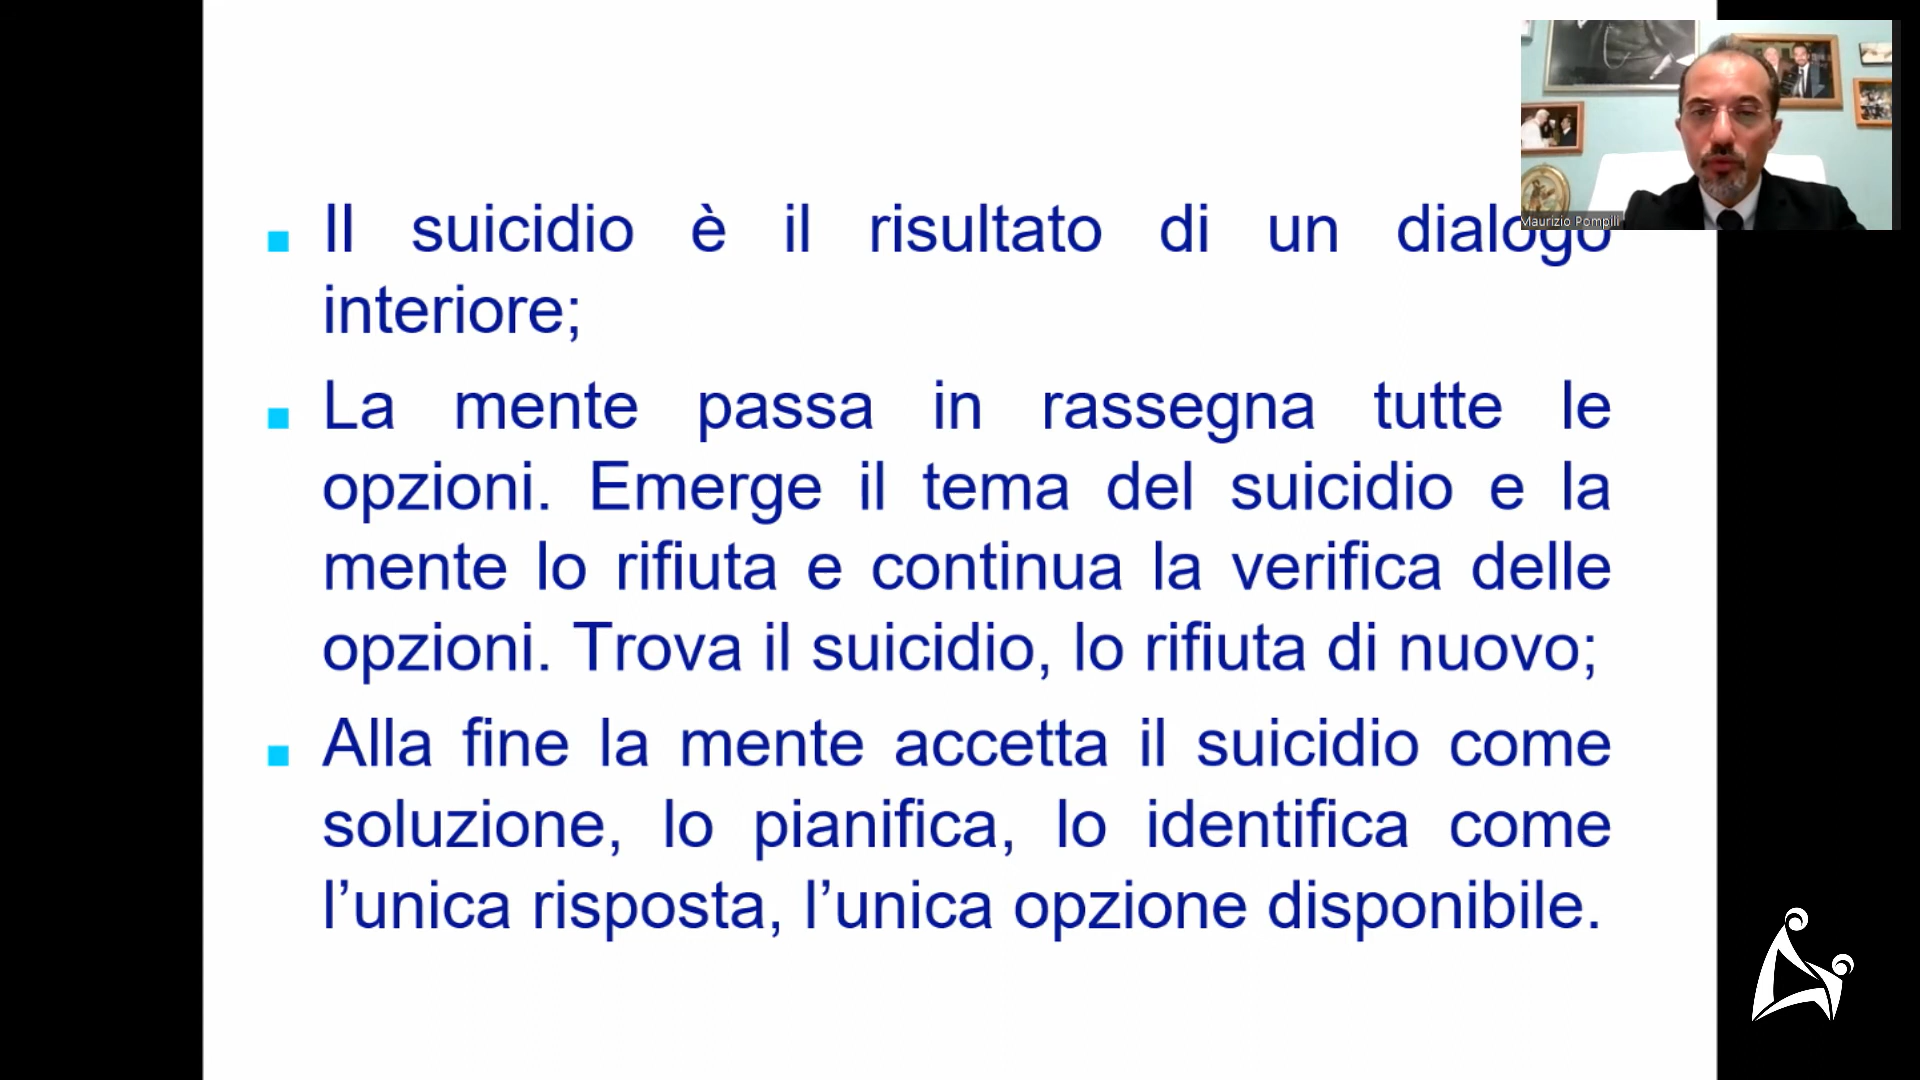 Maurizio Pompili
Il suicidio è il risultato di un dialogo
interiore;
La mente passa in rassegna tutte le
opzioni. Emerge il tema del suicidio e la
mente lo rifiuta e continua la verifica delle
opzioni. Trova il suicidio, lo rifiuta di nuovo;
Alla fine la mente accetta il suicidio come
soluzione, lo pianifica, lo identifica come
l’unica risposta, l’unica opzione disponibile.